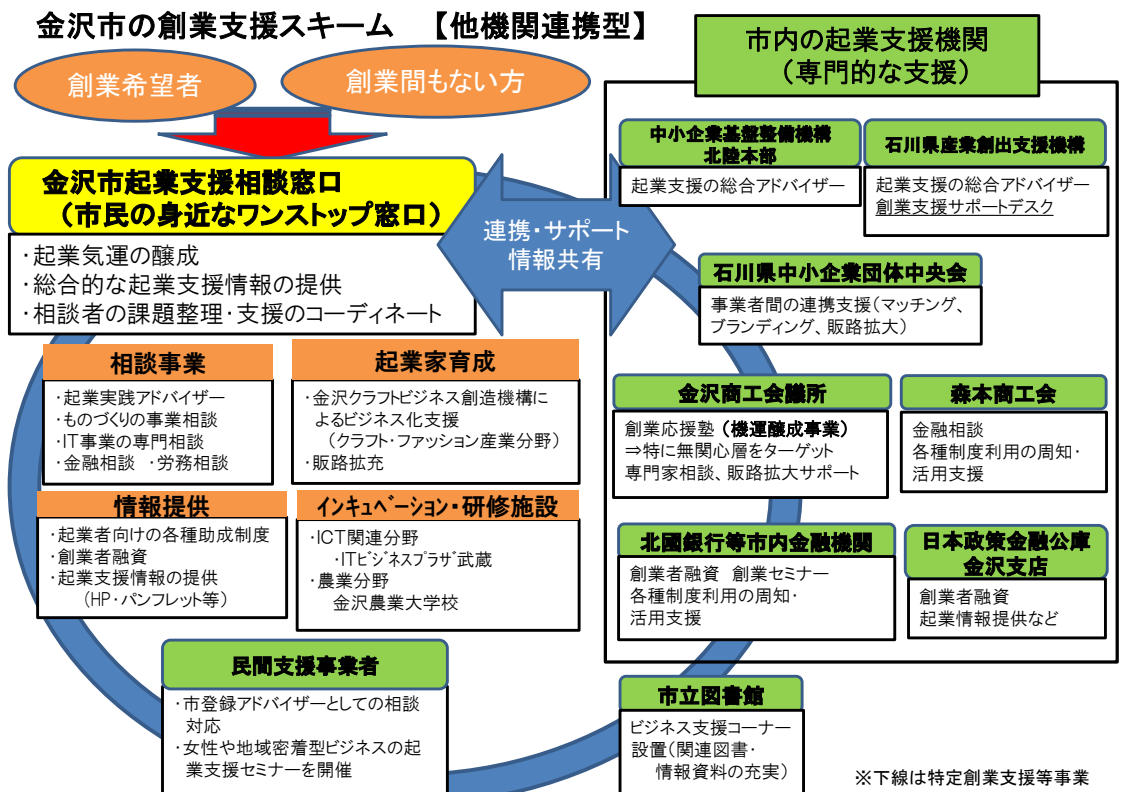 金沢市の創業支援スキーム 【他機関連携型】
創業希望者
創業間もない方
金沢市起業支援相談窓口
(市民の身近なワンストップ窓口)
・起業気運の醸成
・総合的な起業支援情報の提供
・相談者の課題整理・支援のコーディネート
連携・サポート
情報共有
相談事業
・起業実践アドバイザー
・ものづくりの事業相談
・IT事業の専門相談
・金融相談 ・労務相談
起業家育成
・金沢クラフトビジネス創造機構に
よるビジネス化支援
(クラフト・ファッション産業分野)
・販路拡充
情報提供
・起業者向けの各種助成制度
・創業者融資
・起業支援情報の提供
(HP・パンフレット等)
インキュベーション・研修施設
・ICT関連分野
・ITビジネスプラザ武蔵
・農業分野
金沢農業大学校
民間支援事業者
・市登録アドバイザーとしての相談
対応
・女性や地域密着型ビジネスの起
業支援セミナーを開催
市内の起業支援機関
(専門的な支援)
中小企業基盤整備機構
北陸本部
起業支援の総合アドバイザー
石川県産業創出支援機構
起業支援の総合アドバイザー
創業支援サポートデスク
石川県中小企業団体中央会
事業者間の連携支援(マッチング、
ブランディング、販路拡大)
金沢商工会議所
創業応援塾(機運醸成事業)
⇒特に無関心層をターゲット
専門家相談、販路拡大サポート
森本商工会
金融相談
各種制度利用の周知・
活用支援
北國銀行等市内金融機関
創業者融資 創業セミナー
各種制度利用の周知・
活用支援
日本政策金融公庫
金沢支店
創業者融資
起業情報提供など
市立図書館
ビジネス支援コーナー
設置(関連図書・
情報資料の充実)
※下線は特定創業支援等事業